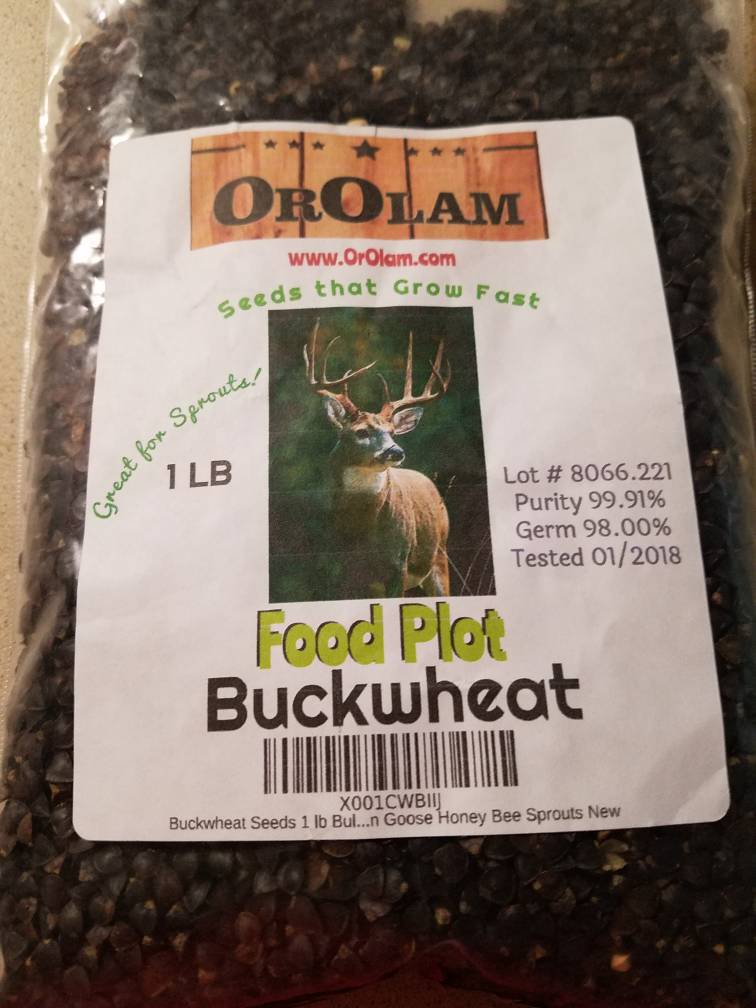 OROLAM
www.OrOlam.com
Seeds that Grow Fast
Great for Sprouts!
1 LB
Lot # 8066.221
Purity 99.91%
Germ 98.00%
Tested 01/2018
Food Plot
Buckwheat
X001CWBIIJ
Buckwheat Seeds 1 lb Bul...n Goose Honey Bee Sprouts New